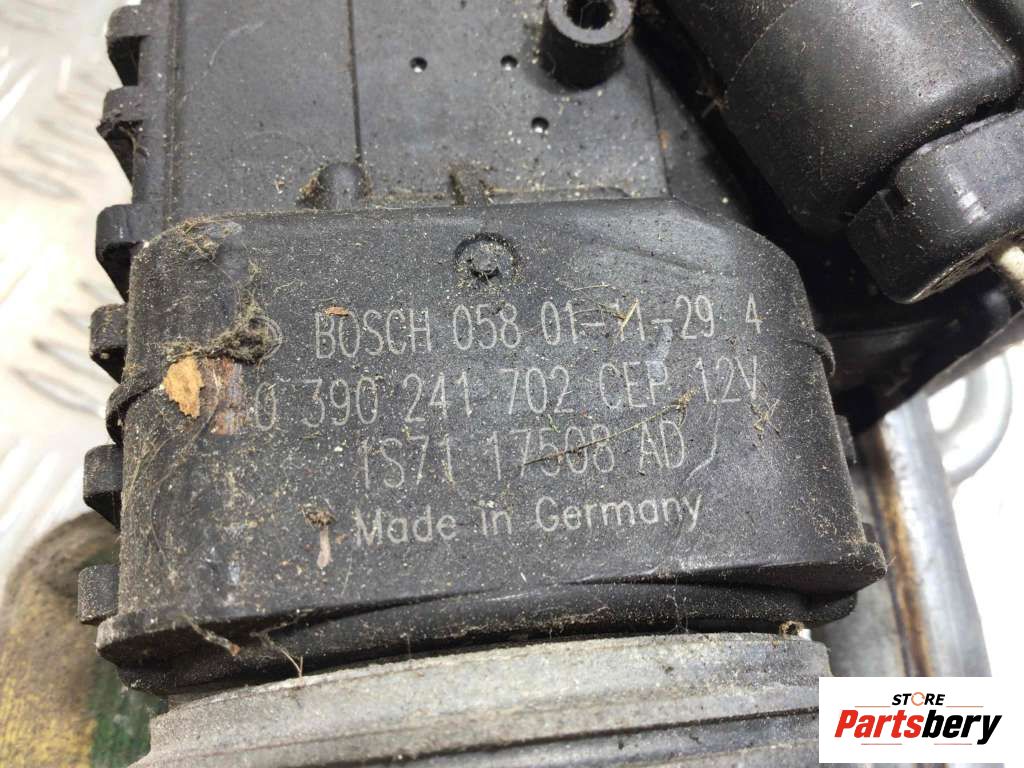 BOSCH 058 01-11-29 4
0 390 241 702 CEP 12V
1S71 17508 AD
Made in Germany
STORE
Partsbery